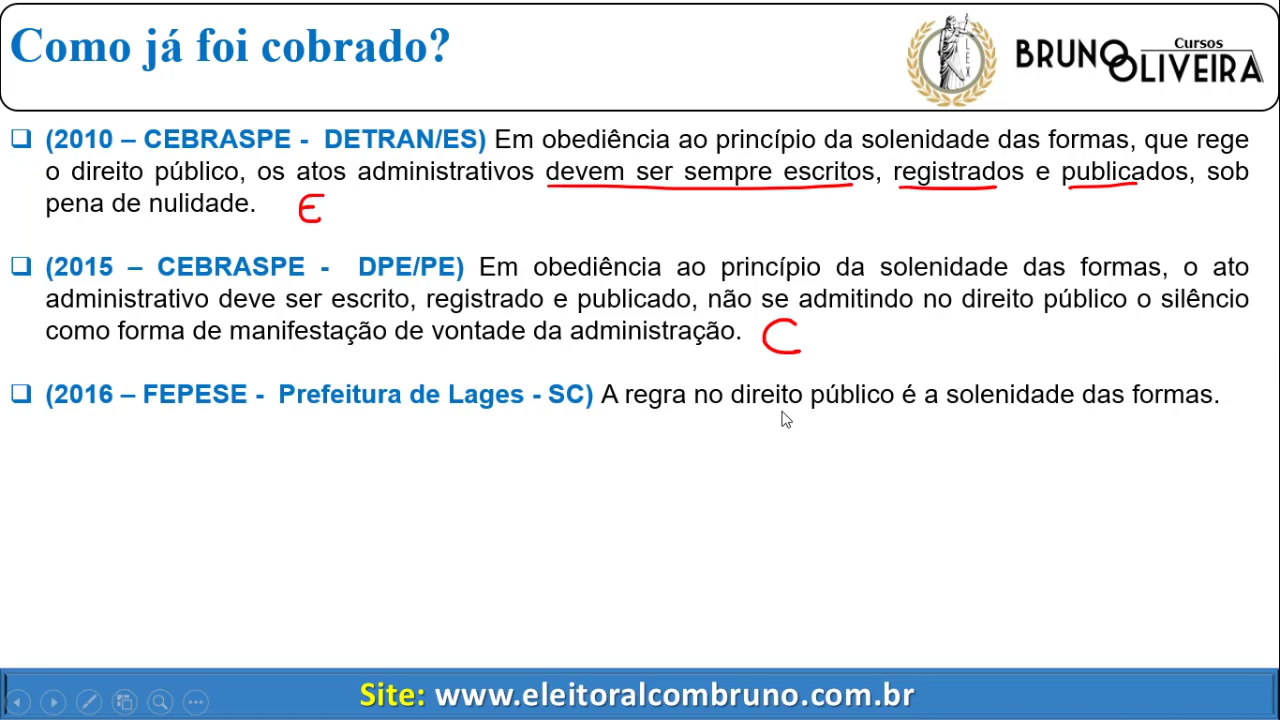 Como já foi cobrado?
LEX
Cursos
BRUNO OLIVEIRA
❑ (2010 – CEBRASPE - DETRAN/ES) Em obediência ao princípio da solenidade das formas, que rege
o direito público, os atos administrativos devem ser sempre escritos, registrados e publicados, sob
pena de nulidade. E
❑ (2015 – CEBRASPE - DPE/PE) Em obediência ao princípio da solenidade das formas, o ato
administrativo deve ser escrito, registrado e publicado, não se admitindo no direito público o silêncio
como forma de manifestação de vontade da administração. C
❑ (2016 – FEPESE - Prefeitura de Lages - SC) A regra no direito público é a solenidade das formas.
Site: www.eleitoralcombruno.com.br